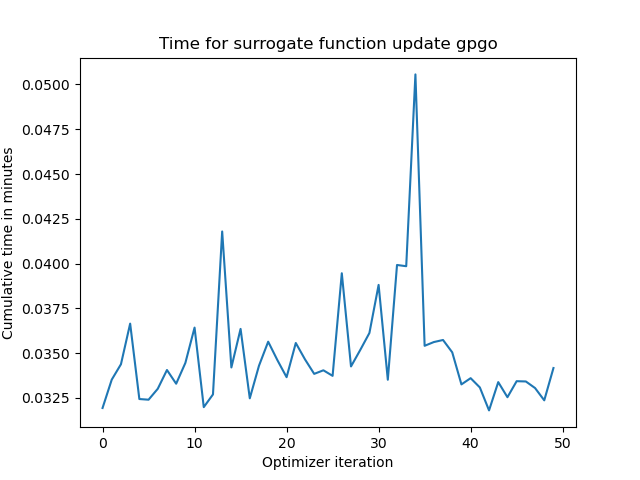 Time for surrogate function update gpgo
0.0500
0.0475
0.0450
0.0425
0.0400
0.0375
0.0350
0.0325
Cumulative time in minutes
0 10 20 30 40 50
Optimizer iteration